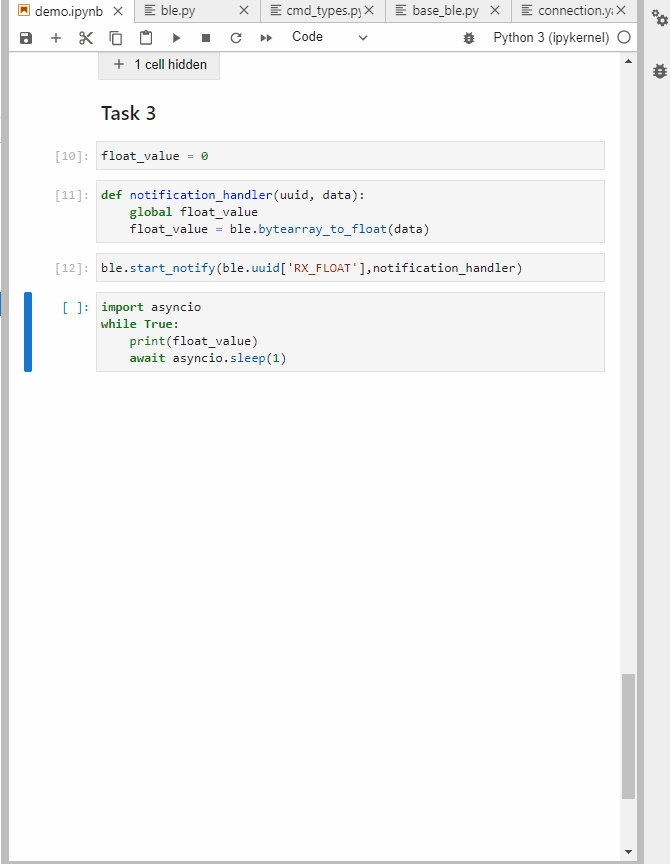 demo.ipynb
ble.py
cmd_types.py
base_ble.py
connection.ya
Code
Python 3 (ipykernel)
+ 1 cell hidden
Task 3
[10]: float_value = 0
[11]: def notification_handler(uuid, data):
global float_value
float_value = ble.bytearray_to_float(data)
[12]: ble.start_notify(ble.uuid['RX_FLOAT'],notification_handler)
[ ]: import asyncio
while True:
print(float_value)
await asyncio.sleep(1)